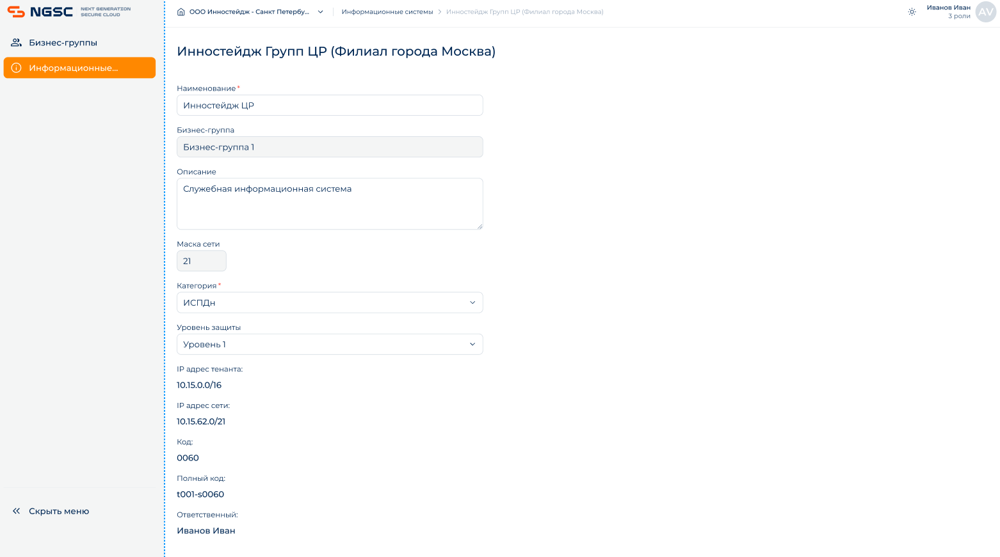 NGSC
NEXT GENERATION
SECURE CLOUD
Бизнес-группы
Информационные...
Скрыть меню
ООО Инностейдж - Санкт Петербу...
Информационные системы
Инностейдж Групп ЦР (Филиал города Москва)
Иванов Иван
3 роли
AV
Инностейдж Групп ЦР (Филиал города Москва)
Наименование*
Инностейдж ЦР
Бизнес-группа
Бизнес-группа 1
Описание
Служебная информационная система
Маска сети
21
Категория*
ИСПДн
Уровень защиты
Уровень 1
IP адрес тенанта:
10.15.0.0/16
IP адрес сети:
10.15.62.0/21
Код:
0060
Полный код:
t001-s0060
Ответственный:
Иванов Иван